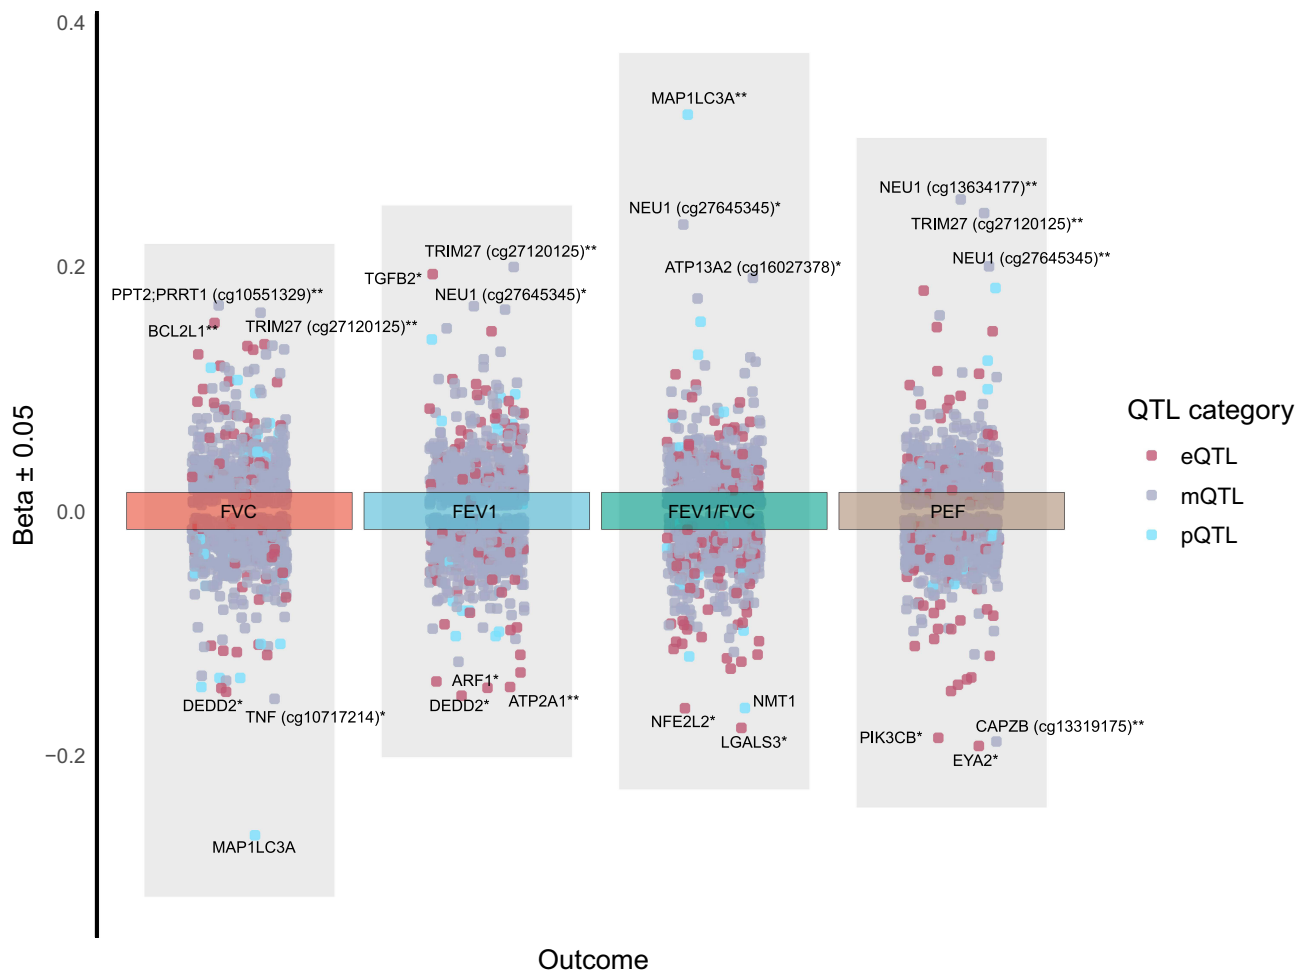 0.4
0.2
0.0
−0.2
Beta ± 0.05
Outcome
PPT2;PRRT1 (cg10551329)**
BCL2L1**
TRIM27 (cg27120125)**
FVC
DEDD2*
TNF (cg10717214)*
MAP1LC3A
TRIM27 (cg27120125)**
TGFB2*
NEU1 (cg27645345)*
FEV1
ARF1*
DEDD2*
ATP2A1**
MAP1LC3A**
NEU1 (cg27645345)*
ATP13A2 (cg16027378)*
FEV1/FVC
NMT1
NFE2L2*
LGALS3*
NEU1 (cg13634177)**
TRIM27 (cg27120125)**
NEU1 (cg27645345)**
PEF
CAPZB (cg13319175)**
PIK3CB*
EYA2*
QTL category
eQTL
mQTL
pQTL